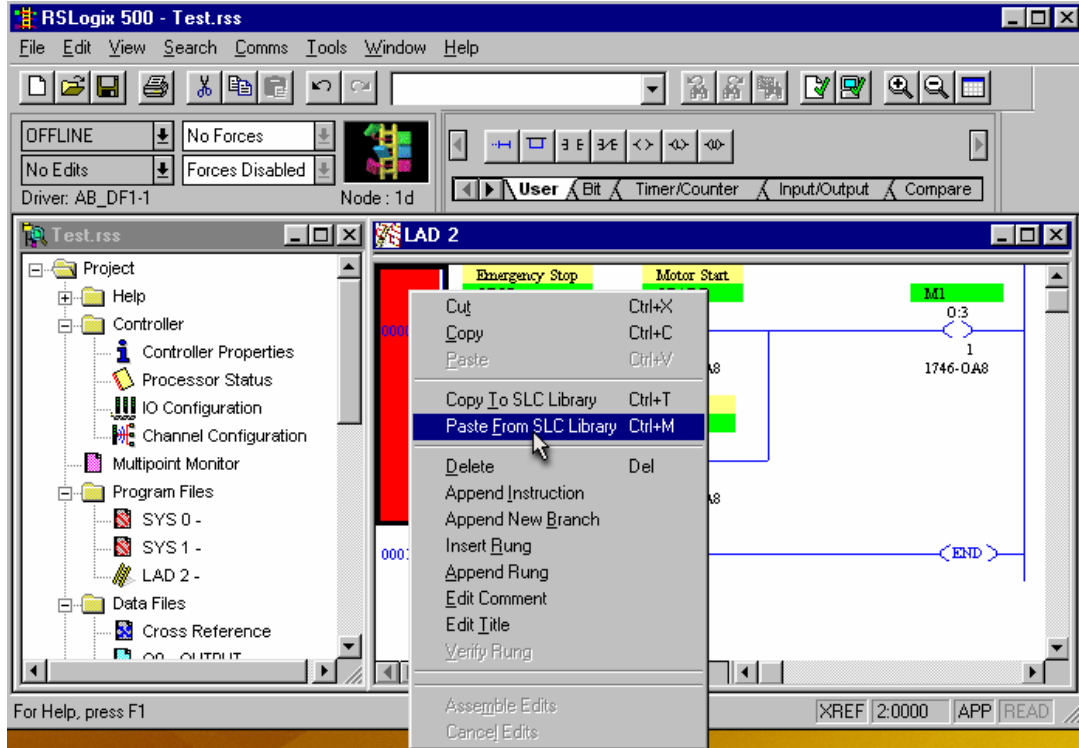 RSLogix 500 - Test.rss
File Edit View Search Comms Tools Window Help
OFFLINE No Forces
No Edits Forces Disabled
Driver: AB_DF1-1 Node : 1d
User Bit Timer/Counter Input/Output Compare
Test.rss
Project
Help
Controller
Controller Properties
Processor Status
IO Configuration
Channel Configuration
Multipoint Monitor
Program Files
SYS 0 -
SYS 1 -
LAD 2 -
Data Files
Cross Reference
LAD 2
Emergency Stop Motor Start
M1
O:3
1
1746-OA8
END
Cut Ctrl+X
Copy Ctrl+C
Paste Ctrl+V
Copy To SLC Library Ctrl+T
Paste From SLC Library Ctrl+M
Delete Del
Append Instruction
Append New Branch
Insert Rung
Append Rung
Edit Comment
Edit Title
Verify Rung
Assemble Edits
Cancel Edits
For Help, press F1
XREF 2:0000 APP READ